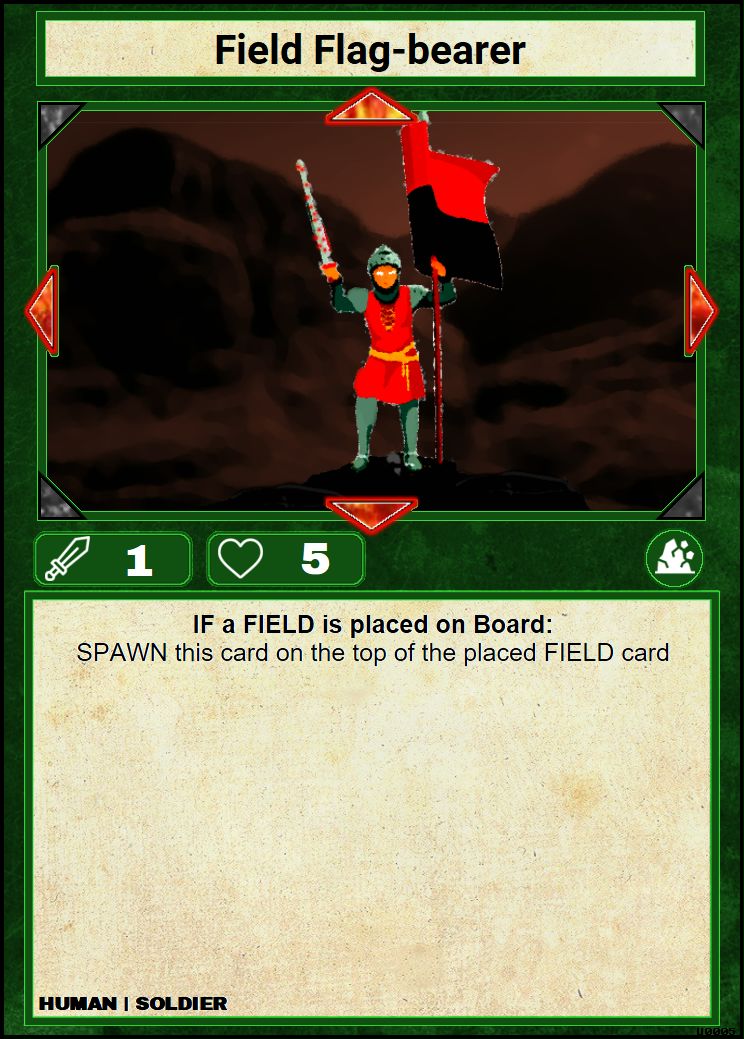 Field Flag-bearer
1
5
IF a FIELD is placed on Board:
SPAWN this card on the top of the placed FIELD card
HUMAN | SOLDIER
U0005